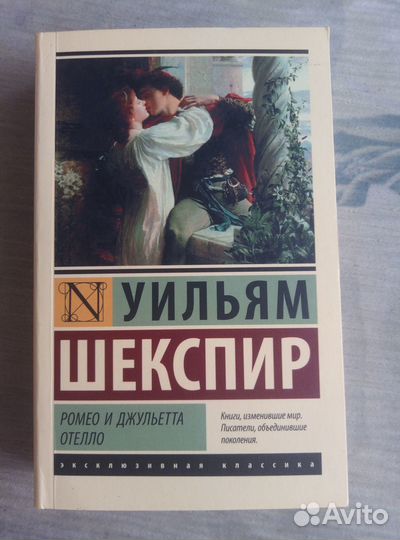 N
УИЛЬЯМ
ШЕКСПИР
РОМЕО И ДЖУЛЬЕТТА
ОТЕЛЛО
Книги, изменившие мир.
Писатели, объединившие
поколения.
эксклюзивная классика
Avito